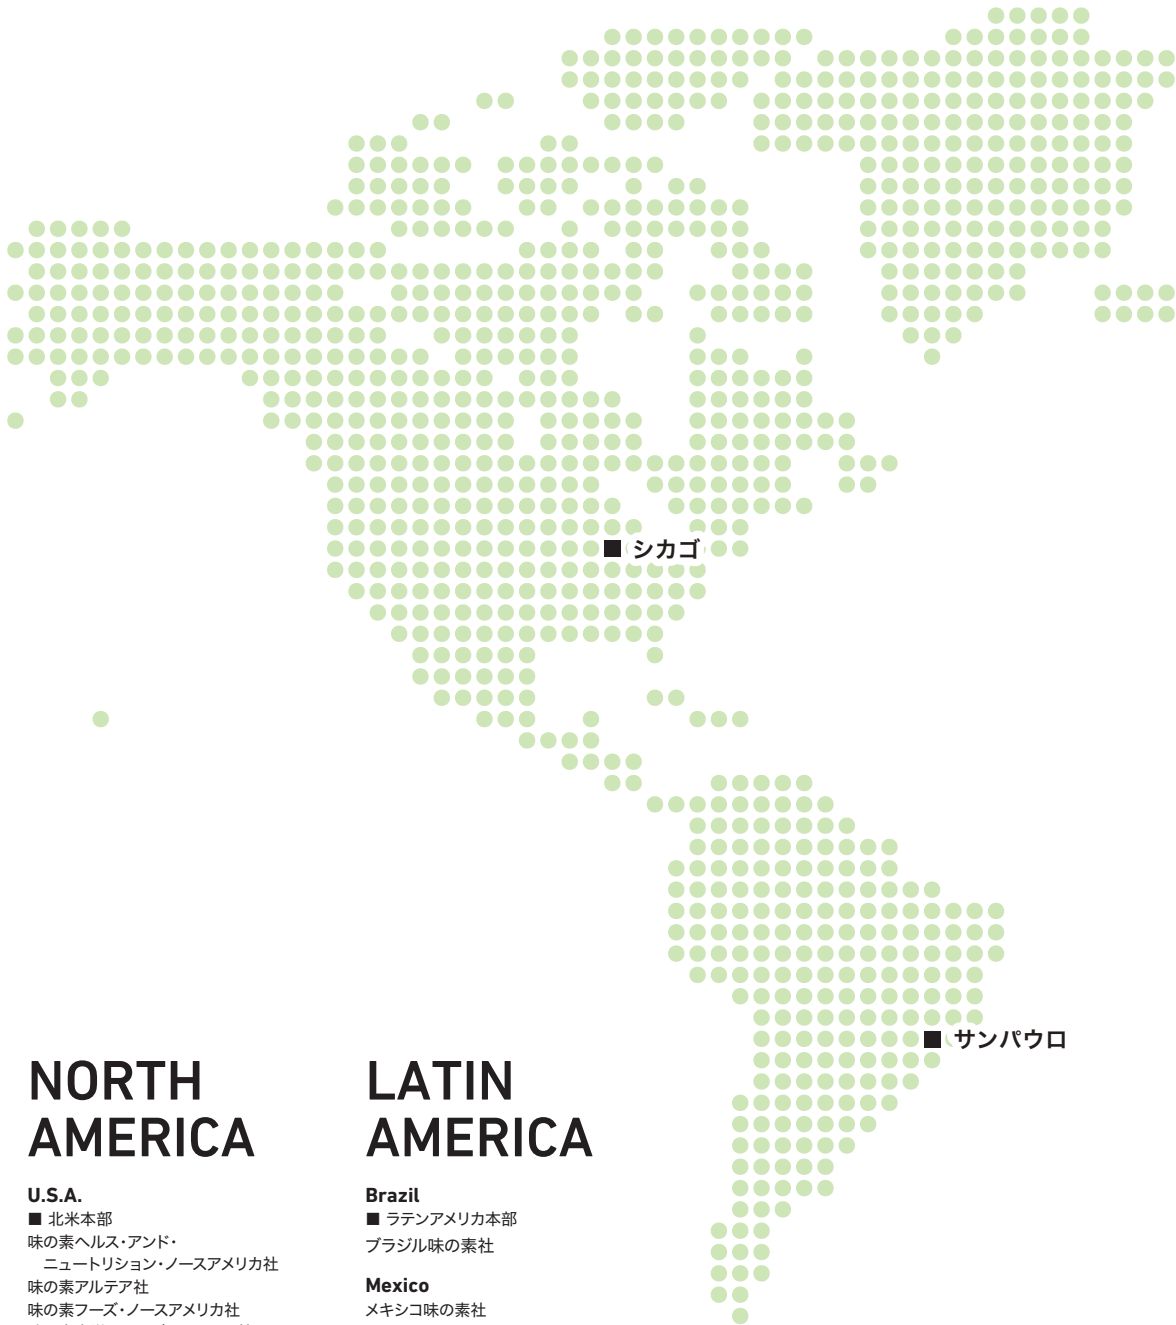 シカゴ
サンパウロ
NORTH
AMERICA
U.S.A.
■ 北米本部
味の素ヘルス・アンド・
ニュートリション・ノースアメリカ社
味の素アルテア社
味の素フーズ・ノースアメリカ社
LATIN
AMERICA
Brazil
■ ラテンアメリカ本部
ブラジル味の素社
Mexico
メキシコ味の素社